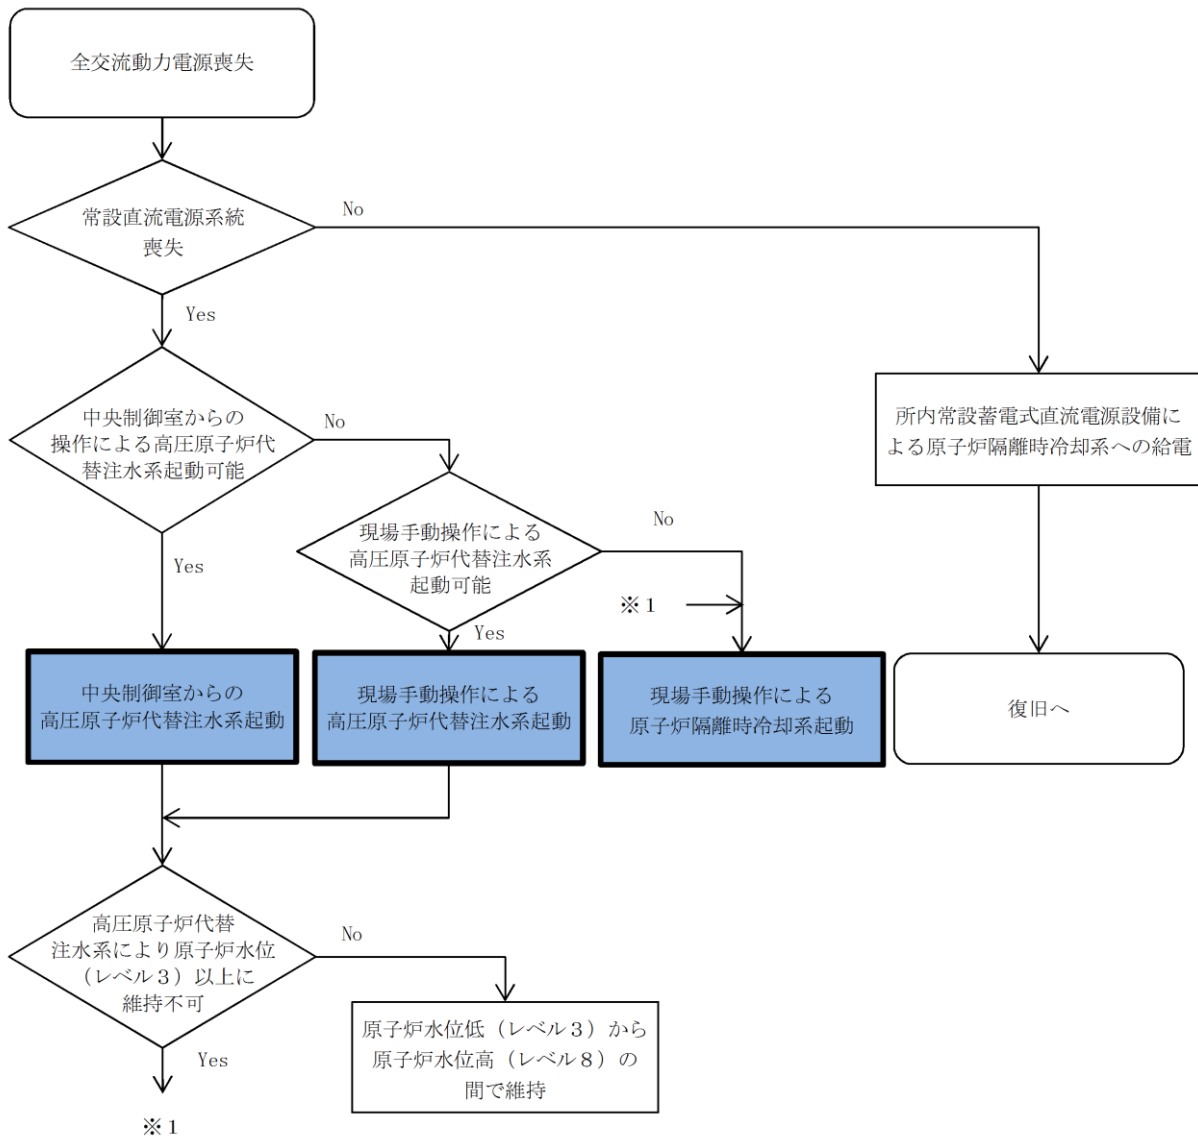 全交流動力電源喪失
常設直流電源系統
喪失
No
Yes
中央制御室からの
操作による高圧原子炉代
替注水系起動可能
No
所内常設蓄電式直流電源設備に
よる原子炉隔離時冷却系への給電
現場手動操作による
高圧原子炉代替注水系
起動可能
No
Yes
※1
Yes
中央制御室からの
高圧原子炉代替注水系起動
現場手動操作による
高圧原子炉代替注水系起動
現場手動操作による
原子炉隔離時冷却系起動
復旧へ
高圧原子炉代替
注水系により原子炉水位
（レベル３）以上に
維持不可
No
原子炉水位低（レベル３）から
原子炉水位高（レベル８）の
間で維持
Yes
※1